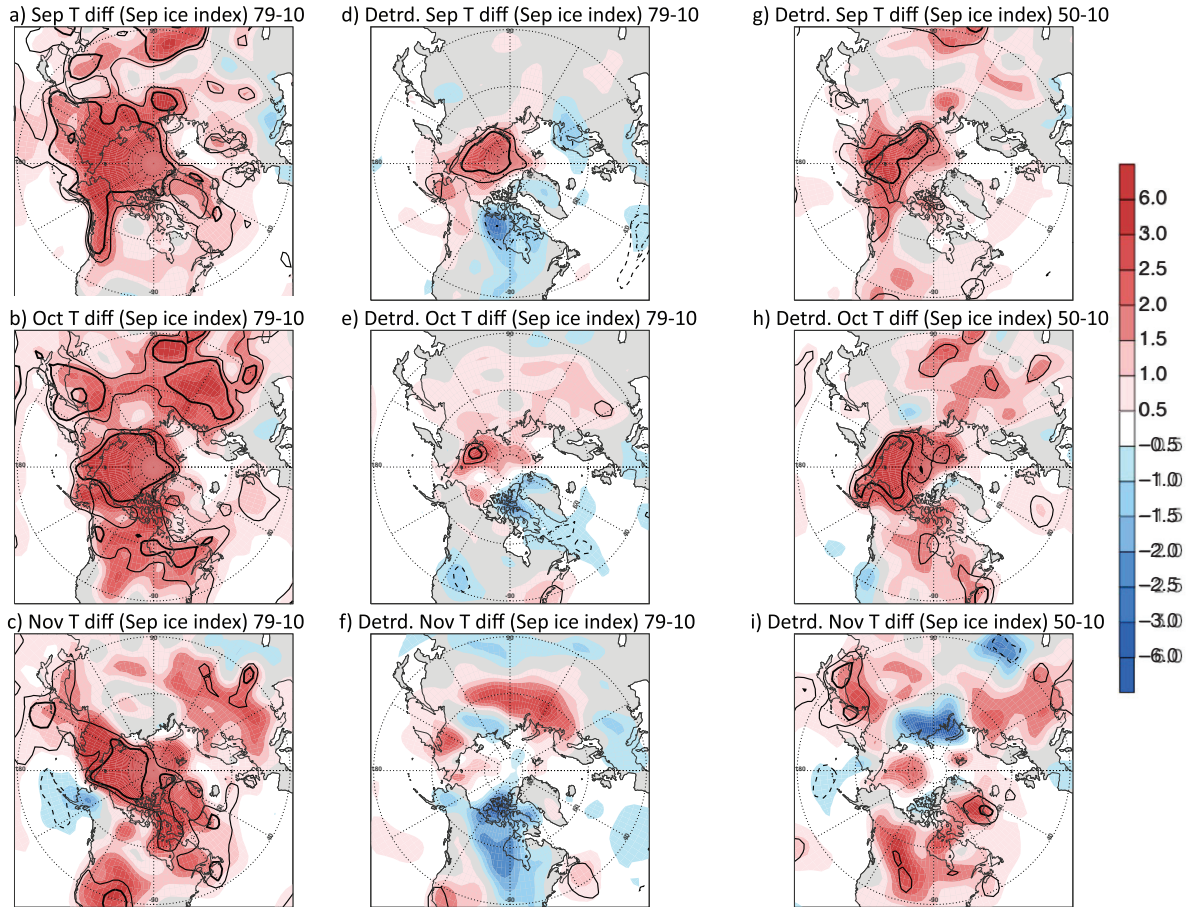 a) Sep T diff (Sep ice index) 79-10
d) Detrd. Sep T diff (Sep ice index) 79-10
g) Detrd. Sep T diff (Sep ice index) 50-10
b) Oct T diff (Sep ice index) 79-10
e) Detrd. Oct T diff (Sep ice index) 79-10
h) Detrd. Oct T diff (Sep ice index) 50-10
c) Nov T diff (Sep ice index) 79-10
f) Detrd. Nov T diff (Sep ice index) 79-10
i) Detrd. Nov T diff (Sep ice index) 50-10
6.0
3.0
2.5
2.0
1.5
1.0
0.5
−0.5
−1.0
−1.5
−2.0
−2.5
−3.0
−6.0